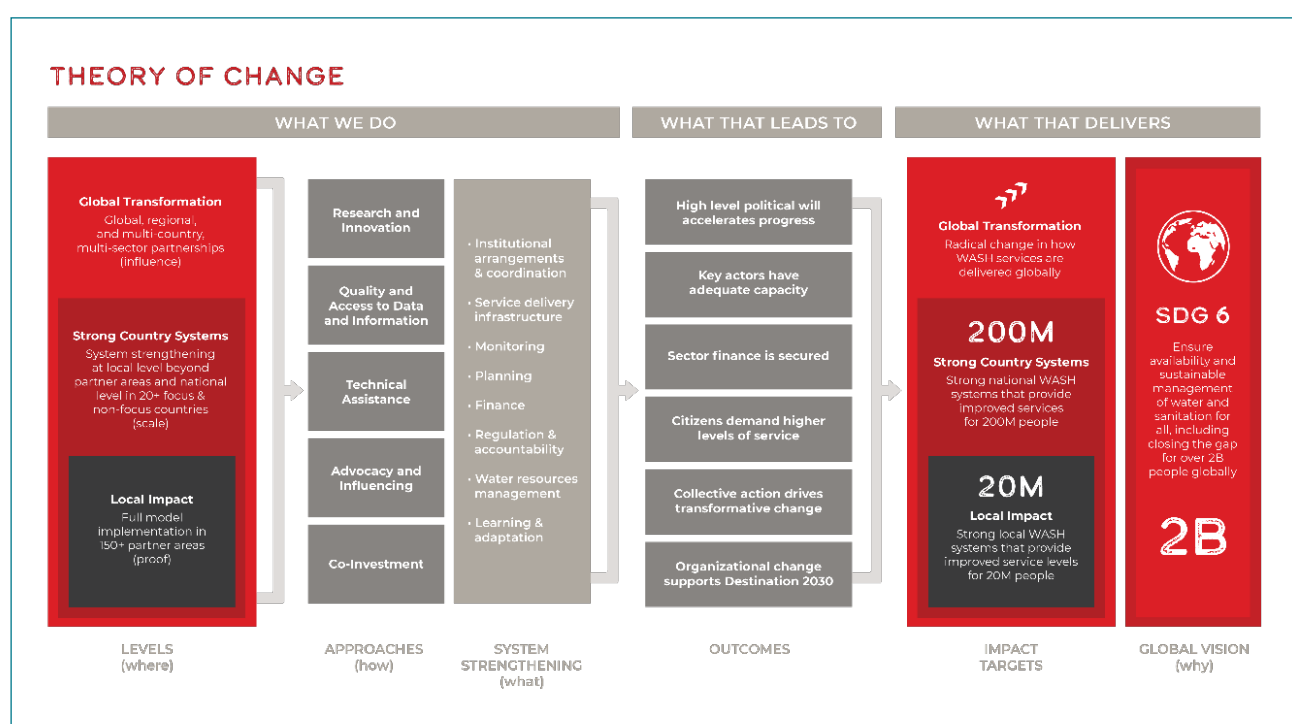 THEORY OF CHANGE
WHAT WE DO
WHAT THAT LEADS TO
WHAT THAT DELIVERS
Global Transformation
Global, regional,
and multi-country,
multi-sector partnerships
(influence)
Strong Country Systems
System strengthening
at local level beyond
partner areas and national
level in 20+ focus &
non-focus countries
(scale)
Local Impact
Full model
implementation in
150+ partner areas
(proof)
LEVELS
(where)
Research and
Innovation
Quality and
Access to Data
and Information
Technical
Assistance
Advocacy and
Influencing
Co-Investment
APPROACHES
(how)
• Institutional
arrangements
& coordination
• Service delivery
infrastructure
• Monitoring
• Planning
• Finance
• Regulation &
accountability
• Water resources
management
• Learning &
adaptation
SYSTEM
STRENGTHENING
(what)
High level political will
accelerates progress
Key actors have
adequate capacity
Sector finance is secured
Citizens demand higher
levels of service
Collective action drives
transformative change
Organizational change
supports Destination 2030
OUTCOMES
Global Transformation
Radical change in how
WASH services are
delivered globally
200M
Strong Country Systems
Strong national WASH
systems that provide
improved services
for 200M people
20M
Local Impact
Strong local WASH
systems that provide
improved service levels
for 20M people
IMPACT
TARGETS
SDG 6
Ensure
availability and
sustainable
management
of water and
sanitation for
all, including
closing the gap
for over 2B
people globally
2B
GLOBAL VISION
(why)